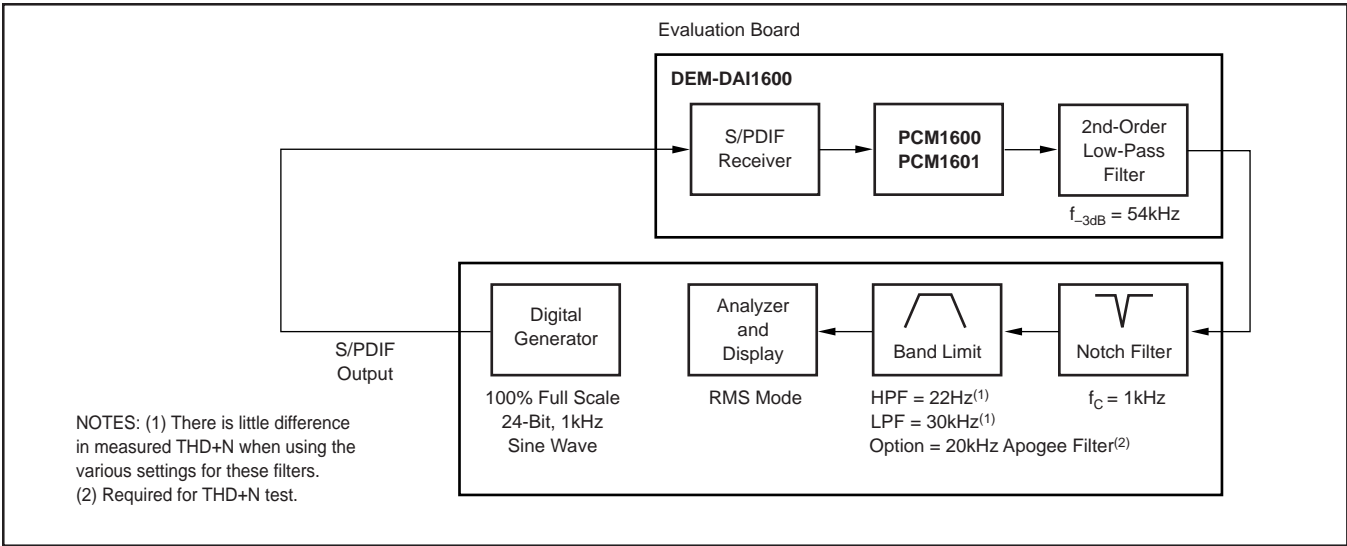 Evaluation Board
DEM-DAI1600
S/PDIF
Receiver
PCM1600
PCM1601
2nd-Order
Low-Pass
Filter
f–3dB = 54kHz
Digital
Generator
Analyzer
and
Display
Band Limit
Notch Filter
S/PDIF
Output
100% Full Scale
24-Bit, 1kHz
Sine Wave
RMS Mode
HPF = 22Hz(1)
LPF = 30kHz(1)
Option = 20kHz Apogee Filter(2)
fC = 1kHz
NOTES: (1) There is little difference
in measured THD+N when using the
various settings for these filters.
(2) Required for THD+N test.